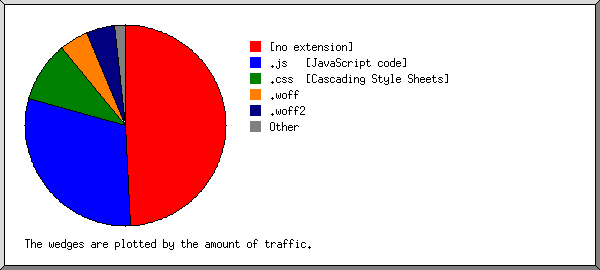 [no extension]
.js   [JavaScript code]
.css  [Cascading Style Sheets]
.woff
.woff2
Other
The wedges are plotted by the amount of traffic.